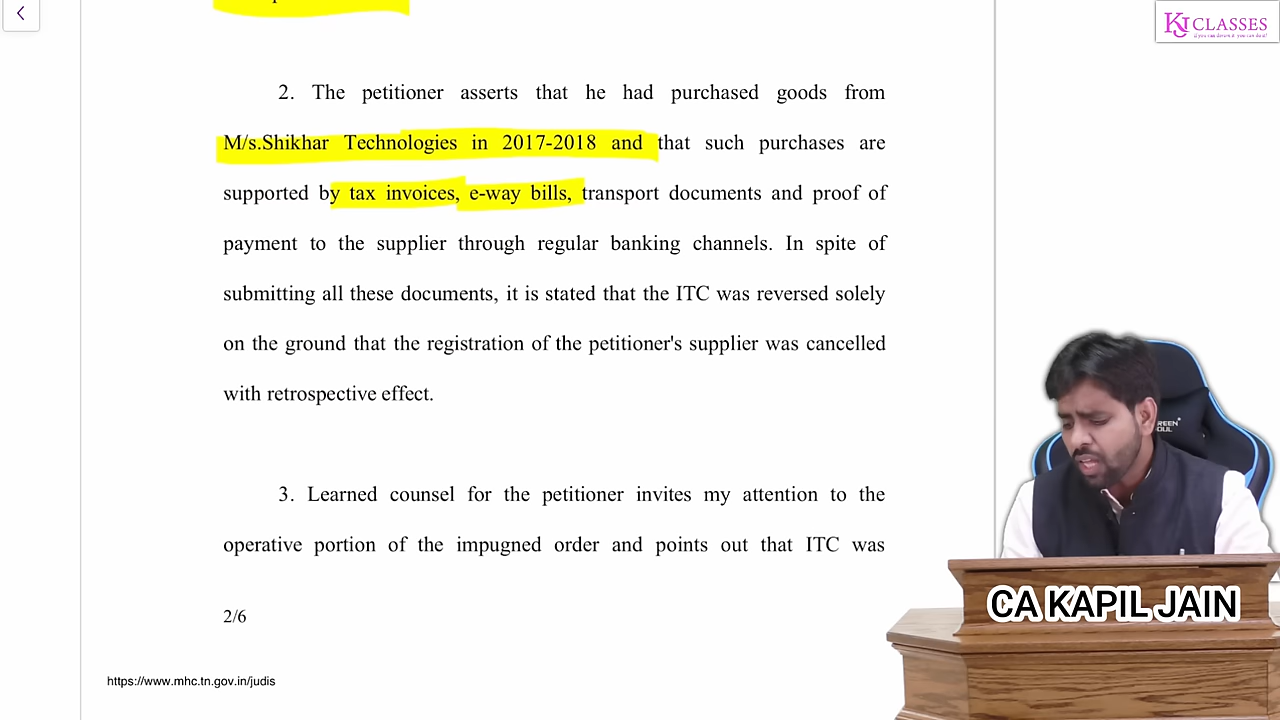 KJ CLASSES
2. The petitioner asserts that he had purchased goods from
M/s.Shikhar Technologies in 2017-2018 and that such purchases are
supported by tax invoices, e-way bills, transport documents and proof of
payment to the supplier through regular banking channels. In spite of
submitting all these documents, it is stated that the ITC was reversed solely
on the ground that the registration of the petitioner's supplier was cancelled
with retrospective effect.
3. Learned counsel for the petitioner invites my attention to the
operative portion of the impugned order and points out that ITC was
2/6
https://www.mhc.tn.gov.in/judis
CA KAPIL JAIN